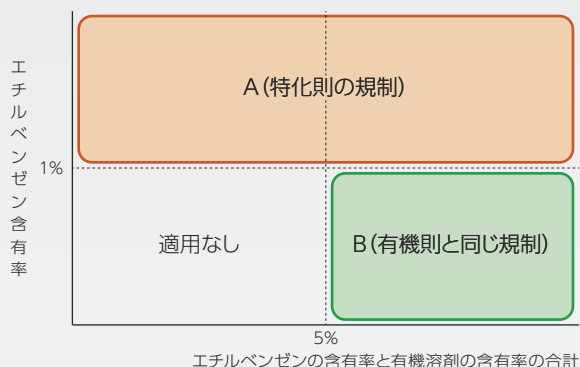 エチルベンゼン含有率
A(特化則の規制)
1%
適用なし
B(有機則と同じ規制)
5%
エチルベンゼンの含有率と有機溶剤の含有率の合計